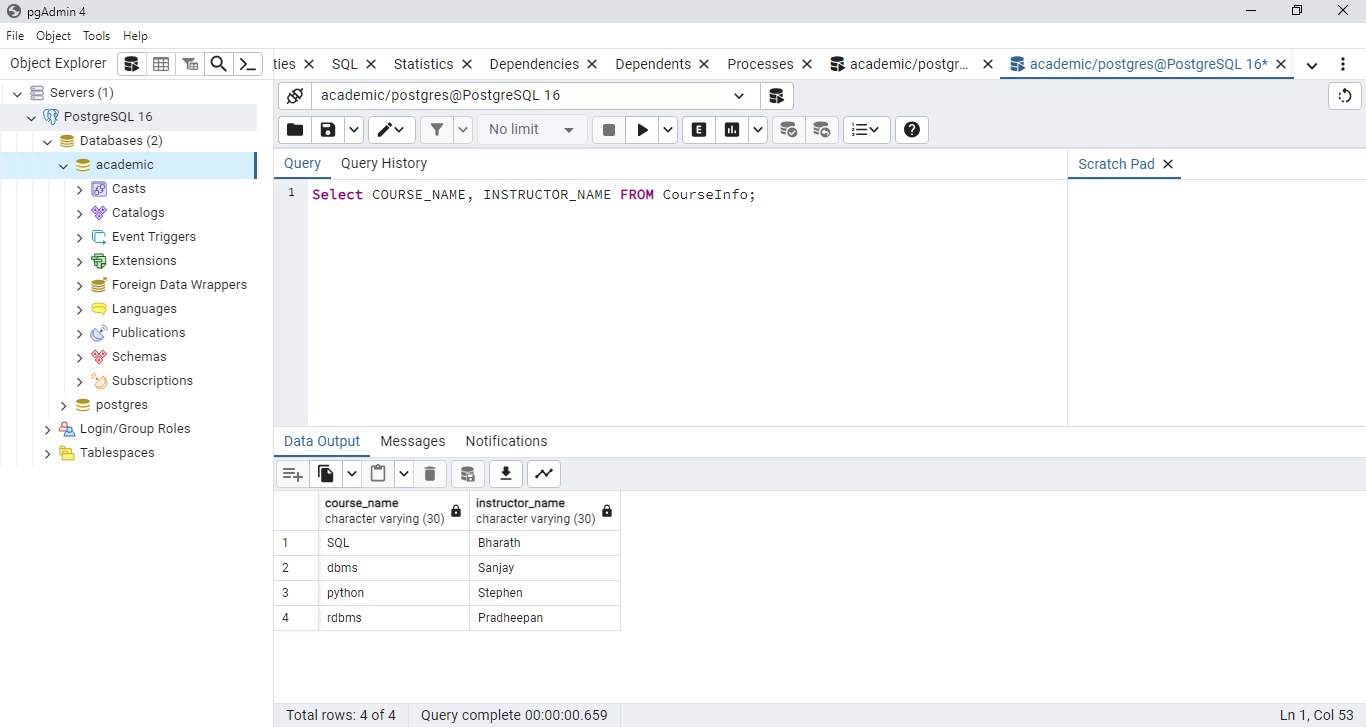 pgAdmin 4
File Object Tools Help
Object Explorer
ties SQL Statistics Dependencies Dependents Processes academic/postgr... academic/postgres@PostgreSQL 16*
Servers (1)
PostgreSQL 16
Databases (2)
academic
Casts
Catalogs
Event Triggers
Extensions
Foreign Data Wrappers
Languages
Publications
Schemas
Subscriptions
postgres
Login/Group Roles
Tablespaces
academic/postgres@PostgreSQL 16
No limit
E
Query Query History
Scratch Pad
1 Select COURSE_NAME, INSTRUCTOR_NAME FROM CourseInfo;
Data Output Messages Notifications
course_name instructor_name
character varying (30) character varying (30)
1 SQL Bharath
2 dbms Sanjay
3 python Stephen
4 rdbms Pradheepan
Total rows: 4 of 4 Query complete 00:00:00.659 Ln 1, Col 53